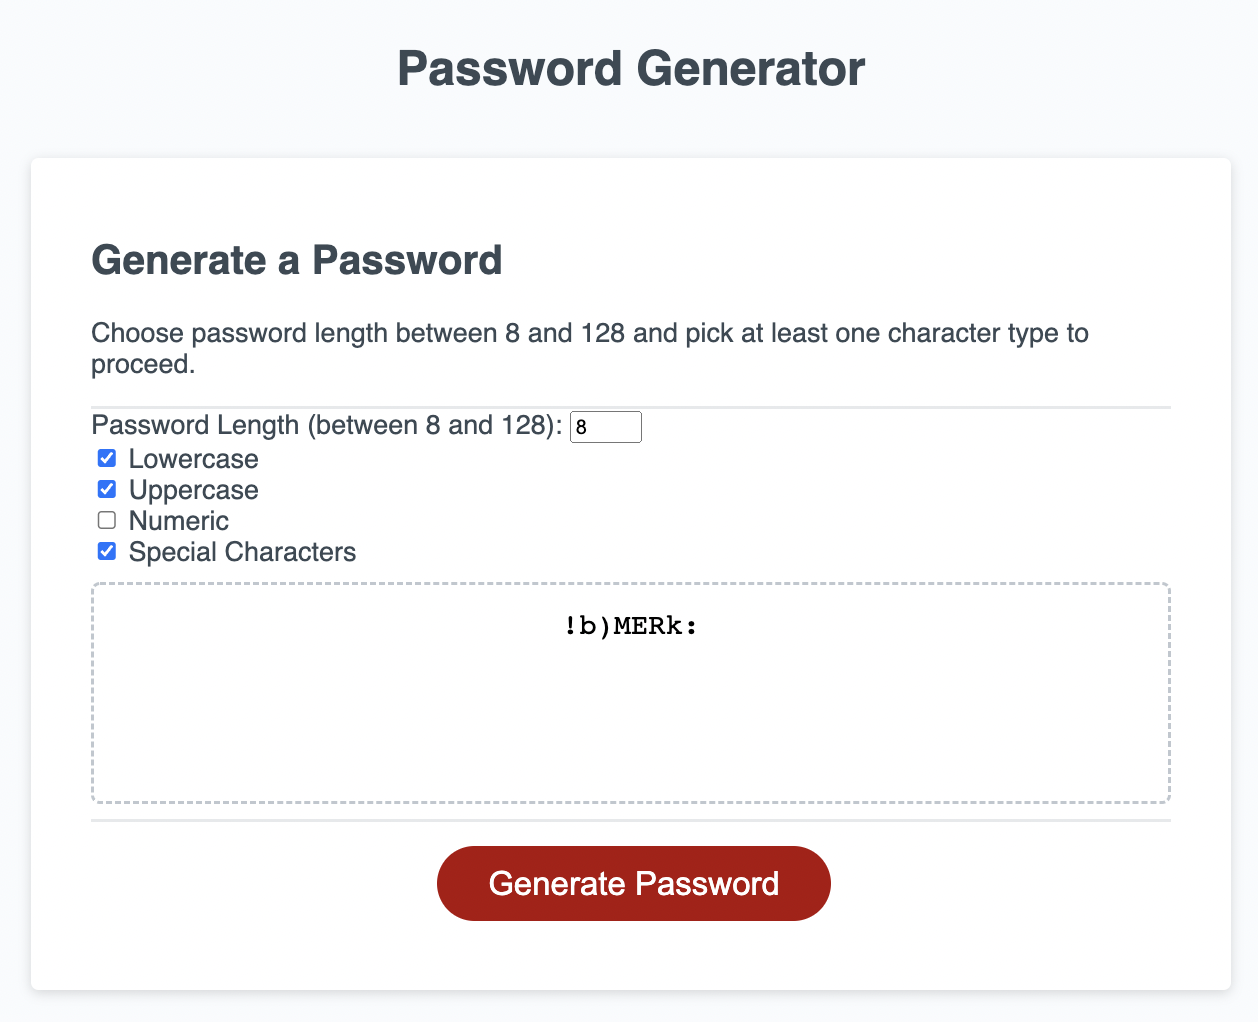 Password Generator
Generate a Password
Choose password length between 8 and 128 and pick at least one character type to
proceed.
Password Length (between 8 and 128): 8
Lowercase
Uppercase
Numeric
Special Characters
!b)MERk:
Generate Password